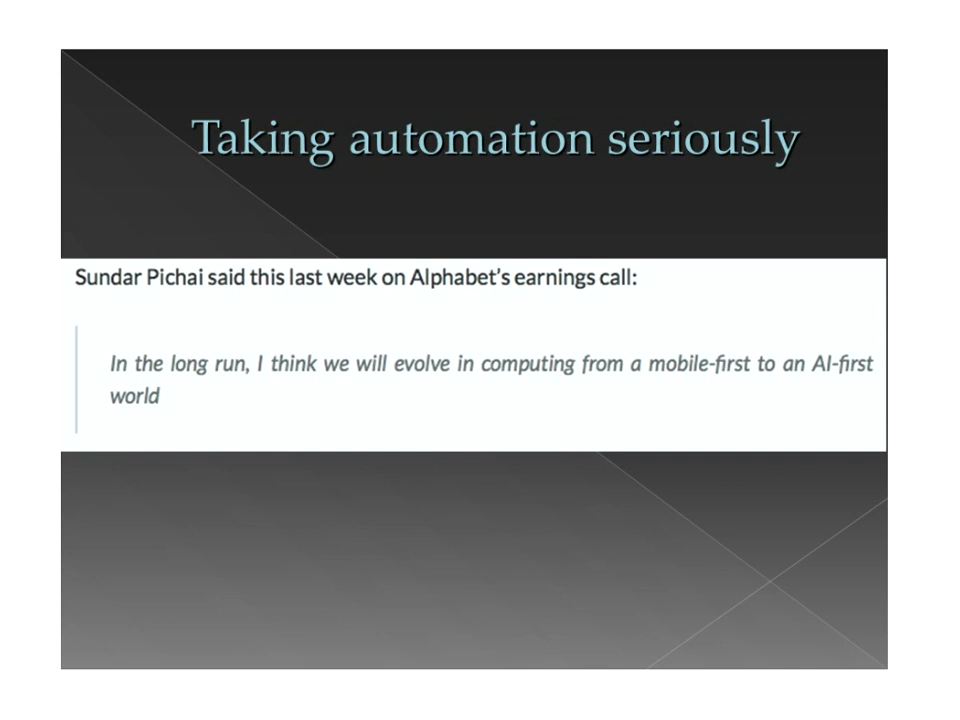 Taking automation seriously
Sundar Pichai said this last week on Alphabet's earnings call:
In the long run, I think we will evolve in computing from a mobile-first to an AI-first
world